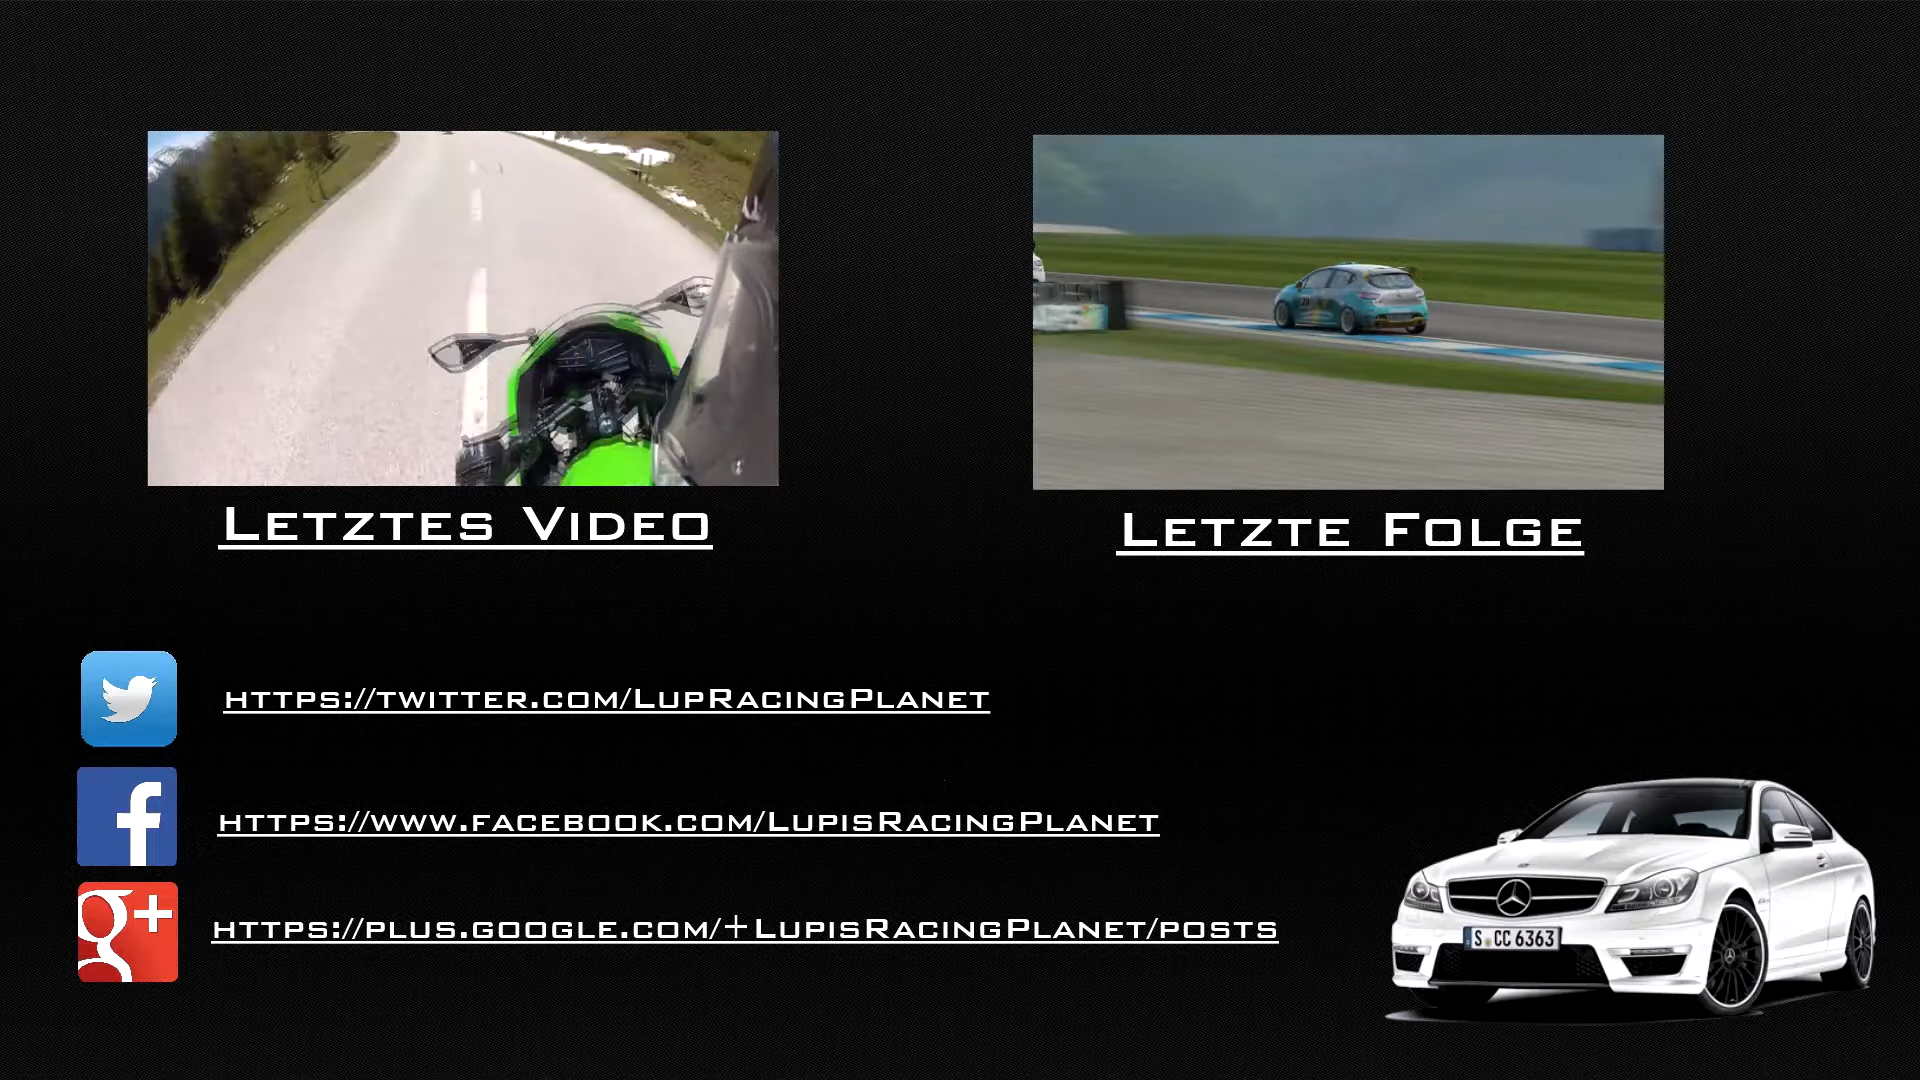 Letztes Video
Letzte Folge
https://twitter.com/LupRacingPlanet
https://www.facebook.com/LupisRacingPlanet
g+
https://plus.google.com/+LupisRacingPlanet/posts
S CC 6363